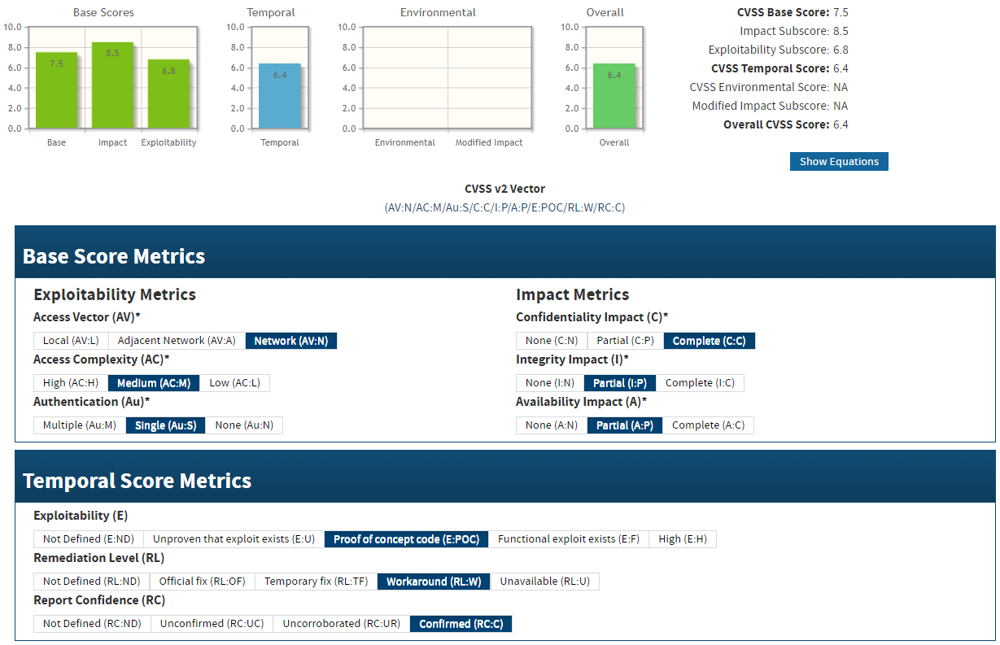 Base Scores
10.0
8.0
6.0
4.0
2.0
0.0
7.5
8.5
6.8
Base Impact Exploitability
Temporal
10.0
8.0
6.0
4.0
2.0
0.0
6.4
Temporal
Environmental
10.0
8.0
6.0
4.0
2.0
0.0
Environmental Modified Impact
Overall
10.0
8.0
6.0
4.0
2.0
0.0
6.4
Overall
CVSS Base Score: 7.5
Impact Subscore: 8.5
Exploitability Subscore: 6.8
CVSS Temporal Score: 6.4
CVSS Environmental Score: NA
Modified Impact Subscore: NA
Overall CVSS Score: 6.4
Show Equations
CVSS v2 Vector
(AV:N/AC:M/Au:S/C:C/I:P/A:P/E:POC/RL:W/RC:C)
Base Score Metrics
Exploitability Metrics
Access Vector (AV)*
Local (AV:L) Adjacent Network (AV:A) Network (AV:N)
Access Complexity (AC)*
High (AC:H) Medium (AC:M) Low (AC:L)
Authentication (Au)*
Multiple (Au:M) Single (Au:S) None (Au:N)
Impact Metrics
Confidentiality Impact (C)*
None (C:N) Partial (C:P) Complete (C:C)
Integrity Impact (I)*
None (I:N) Partial (I:P) Complete (I:C)
Availability Impact (A)*
None (A:N) Partial (A:P) Complete (A:C)
Temporal Score Metrics
Exploitability (E)
Not Defined (E:ND) Unproven that exploit exists (E:U) Proof of concept code (E:POC) Functional exploit exists (E:F) High (E:H)
Remediation Level (RL)
Not Defined (RL:ND) Official fix (RL:OF) Temporary fix (RL:TF) Workaround (RL:W) Unavailable (RL:U)
Report Confidence (RC)
Not Defined (RC:ND) Unconfirmed (RC:UC) Uncorroborated (RC:UR) Confirmed (RC:C)